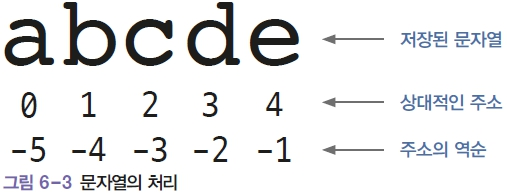 abcde 저장된 문자열
0 1 2 3 4 상대적인 주소
-5 -4 -3 -2 -1 주소의 역순
그림 6-3 문자열의 처리